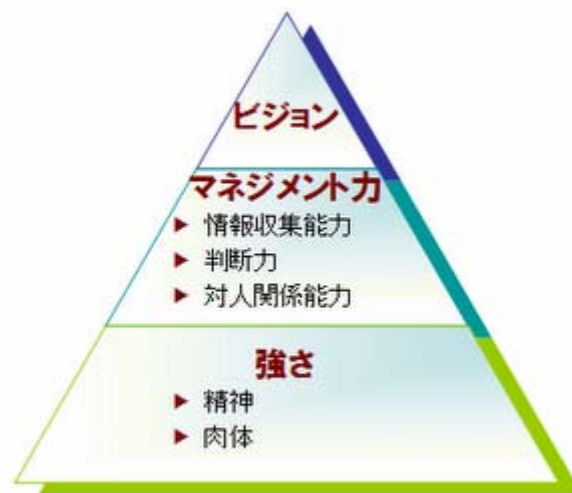 ビジョン
マネジメント力
▶ 情報収集能力
▶ 判断力
▶ 対人関係能力
強さ
▶ 精神
▶ 肉体